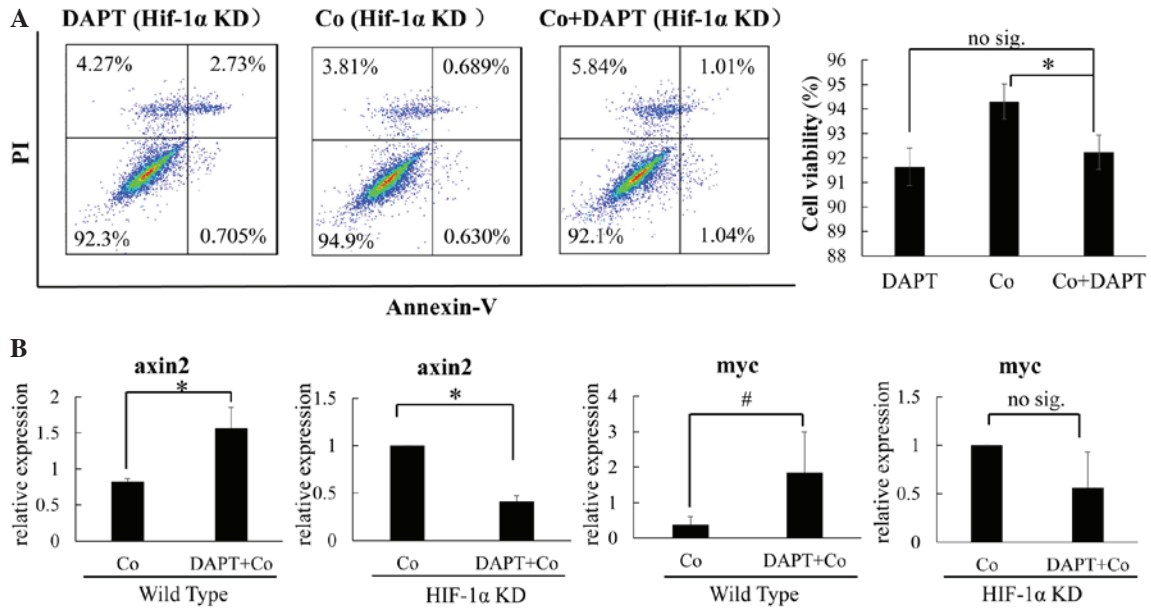 A
DAPT (Hif-1α KD）
Co (Hif-1α KD ）
Co+DAPT (Hif-1α KD）
4.27% 2.73%
92.3% 0.705%
3.81% 0.689%
94.9% 0.630%
5.84% 1.01%
92.1% 1.04%
PI
Annexin-V
no sig.
*
Cell viability (%)
96
95
94
93
92
91
90
89
88
DAPT Co Co+DAPT
B
axin2
*
relative expression
2
1.5
1
0.5
0
Co DAPT+Co
Wild Type
axin2
*
relative expression
1.5
1
0.5
0
Co DAPT+Co
HIF-1α KD
myc
#
relative expression
4
3
2
1
0
Co DAPT+Co
Wild Type
myc
no sig.
relative expression
1.5
1
0.5
0
Co DAPT+Co
HIF-1α KD